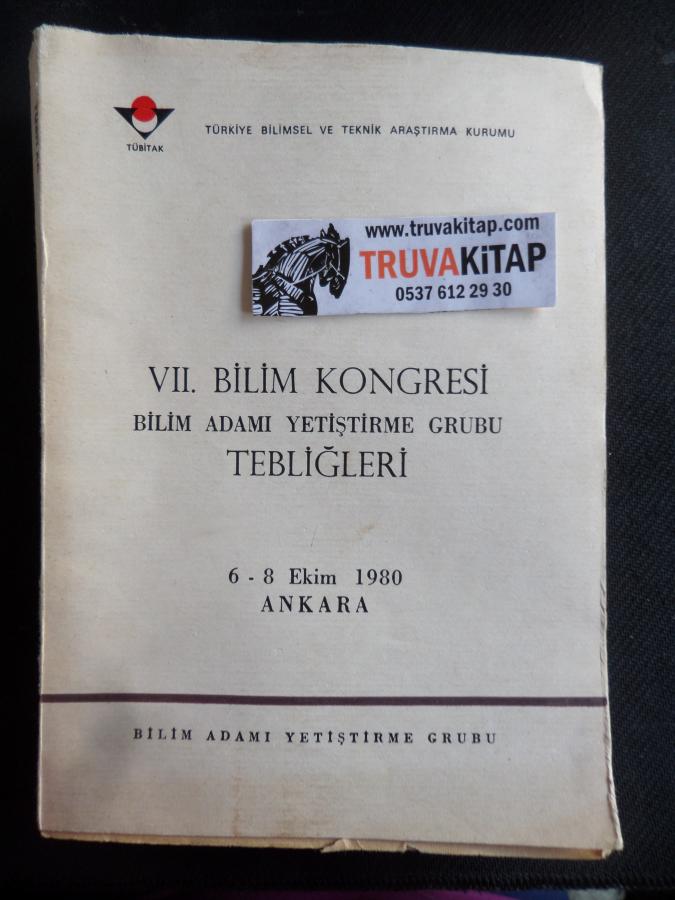 TÜBİTAK
TÜRKİYE BİLİMSEL VE TEKNİK ARAŞTIRMA KURUMU
www.truvakitap.com
TRUVAKiTAP
0537 612 29 30
VII. BİLİM KONGRESİ
BİLİM ADAMI YETİŞTİRME GRUBU
TEBLİĞLERİ
6 - 8 Ekim 1980
ANKARA
BİLİM ADAMI YETİŞTİRME GRUBU